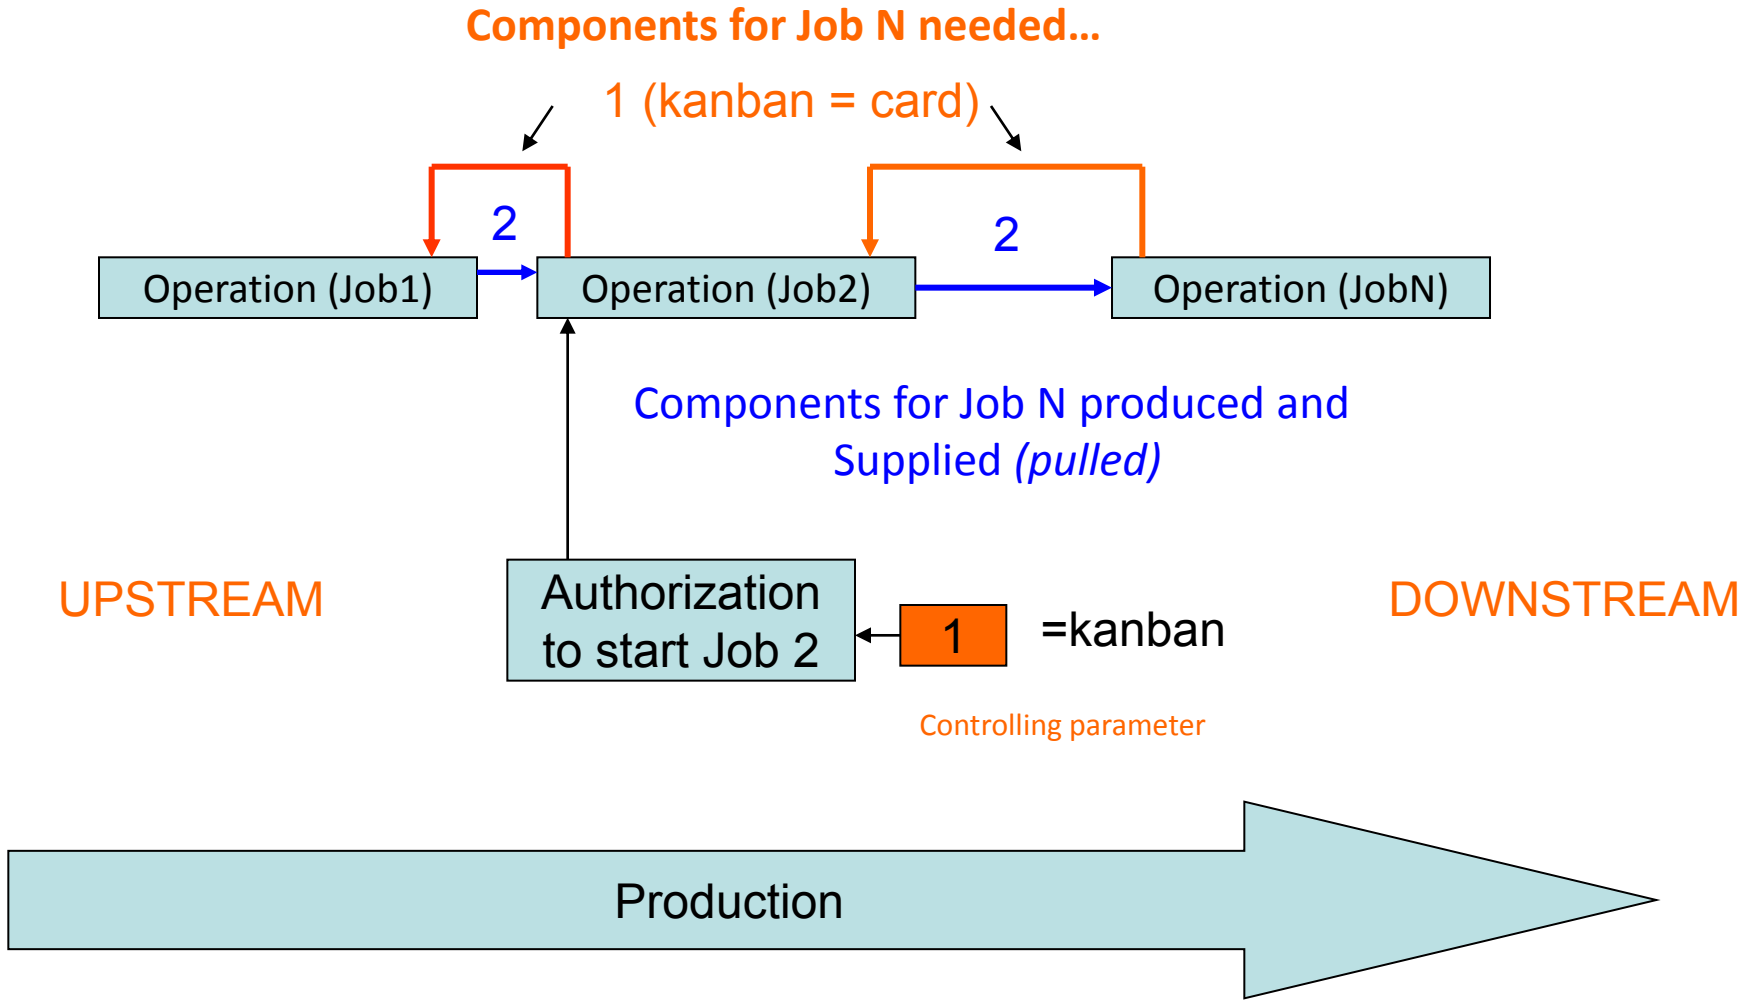 Components for Job N needed…
1 (kanban = card)
2
2
Operation (Job1)
Operation (Job2)
Operation (JobN)
Components for Job N produced and
Supplied (pulled)
UPSTREAM
Authorization
to start Job 2
1
=kanban
DOWNSTREAM
Controlling parameter
Production